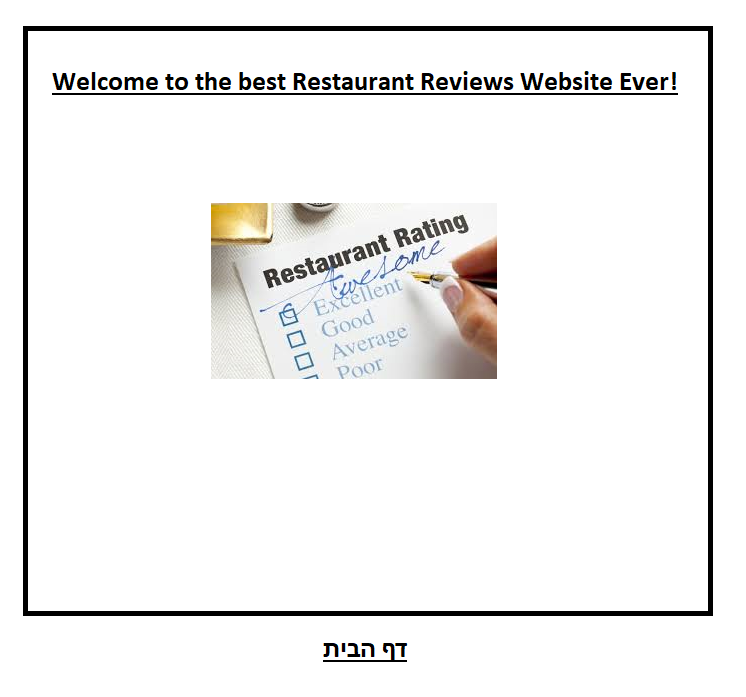 Welcome to the best Restaurant Reviews Website Ever!
Restaurant Rating
Awesome
Excellent
Good
Average
Poor
דף הבית